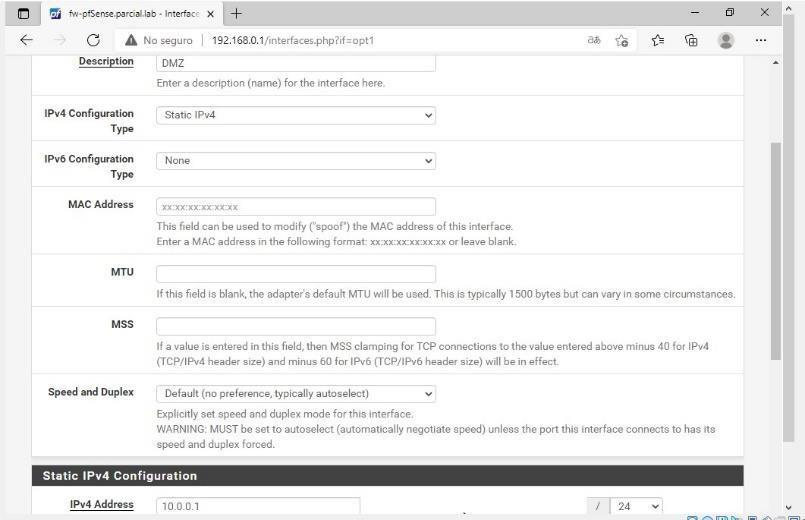 fw-pfSense.parcial.lab - Interface
No seguro | 192.168.0.1/interfaces.php?if=opt1
Description DMZ
Enter a description (name) for the interface here.
IPv4 Configuration Type Static IPv4
IPv6 Configuration Type None
MAC Address xx:xx:xx:xx:xx:xx
This field can be used to modify ("spoof") the MAC address of this interface.
Enter a MAC address in the following format: xx:xx:xx:xx:xx:xx or leave blank.
MTU
If this field is blank, the adapter's default MTU will be used. This is typically 1500 bytes but can vary in some circumstances.
MSS
If a value is entered in this field, then MSS clamping for TCP connections to the value entered above minus 40 for IPv4
(TCP/IPv4 header size) and minus 60 for IPv6 (TCP/IPv6 header size) will be in effect.
Speed and Duplex Default (no preference, typically autoselect)
Explicitly set speed and duplex mode for this interface.
WARNING: MUST be set to autoselect (automatically negotiate speed) unless the port this interface connects to has its
speed and duplex forced.
Static IPv4 Configuration
IPv4 Address 10.0.0.1 / 24